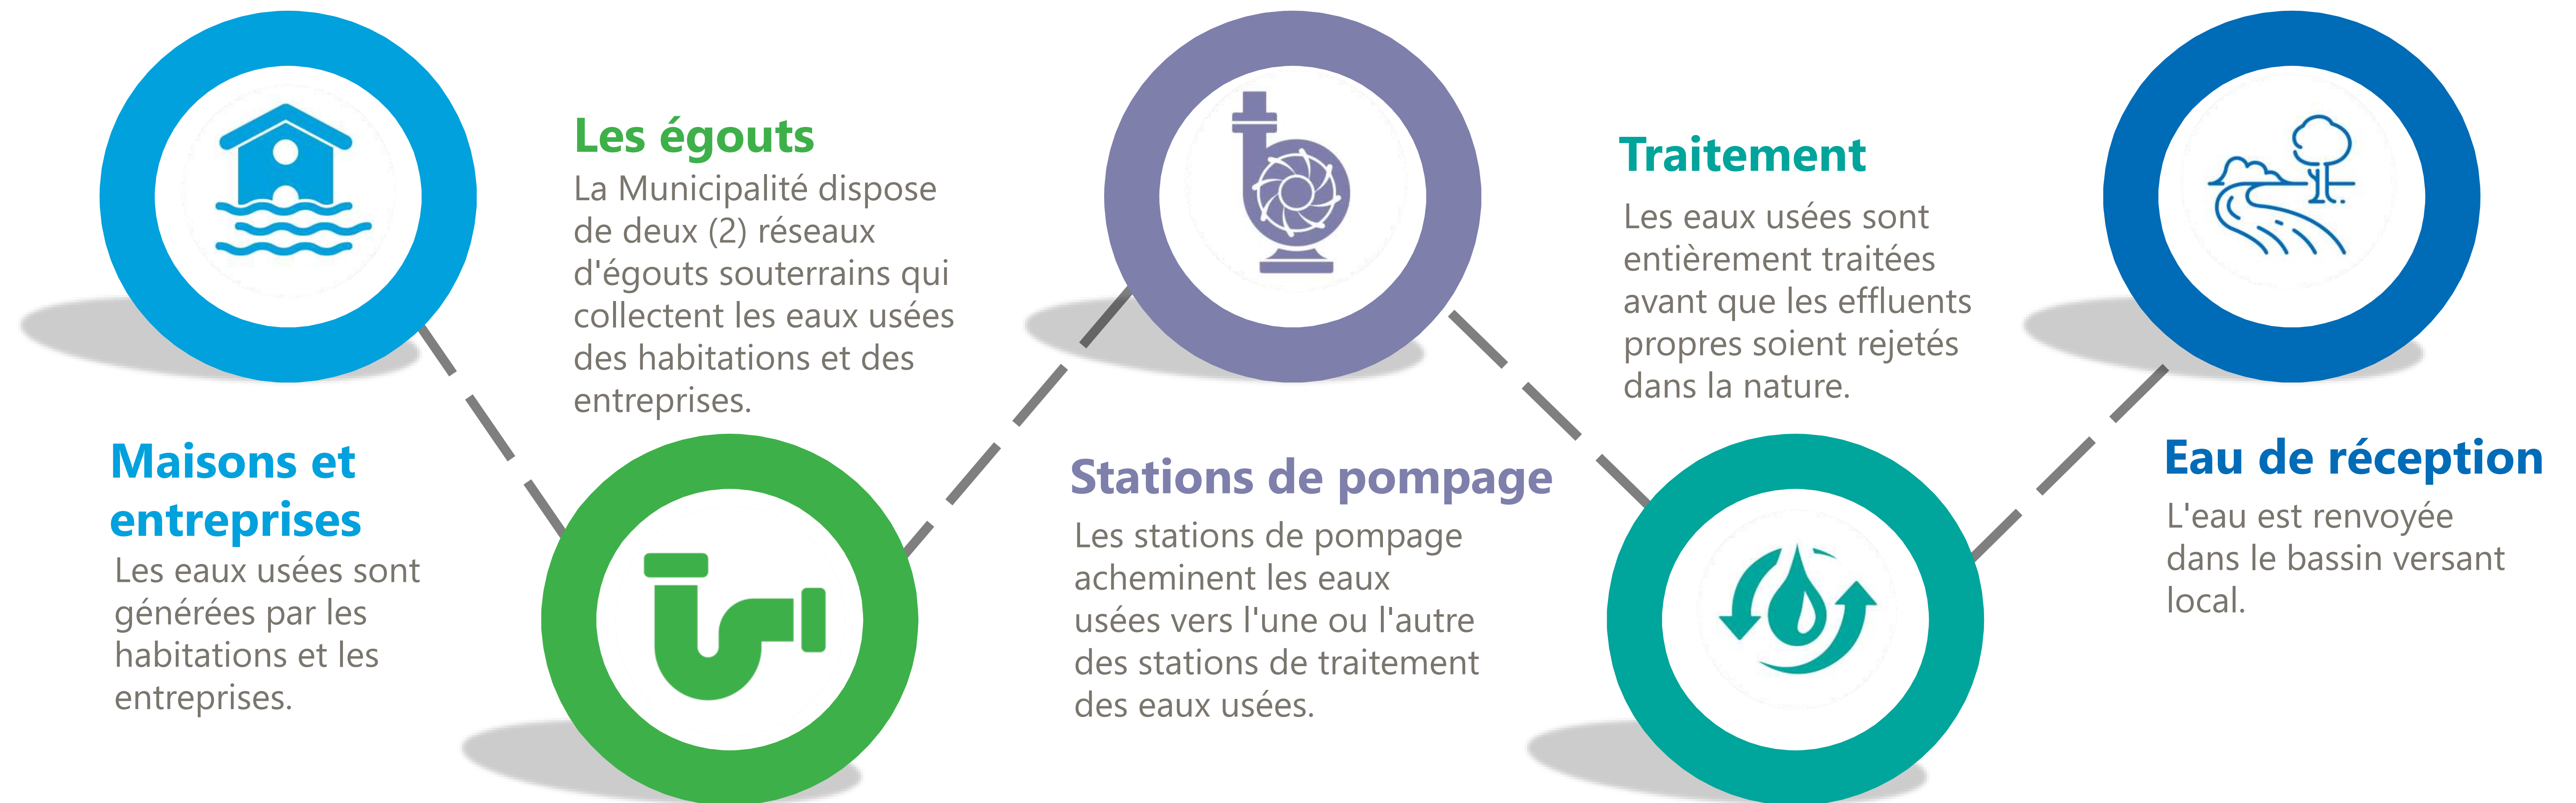 Maisons et
entreprises
Les eaux usées sont
générées par les
habitations et les
entreprises.
Les égouts
La Municipalité dispose
de deux (2) réseaux
d'égouts souterrains qui
collectent les eaux usées
des habitations et des
entreprises.
Stations de pompage
Les stations de pompage
acheminent les eaux
usées vers l'une ou l'autre
des stations de traitement
des eaux usées.
Traitement
Les eaux usées sont
entièrement traitées
avant que les effluents
propres soient rejetés
dans la nature.
Eau de réception
L'eau est renvoyée
dans le bassin versant
local.